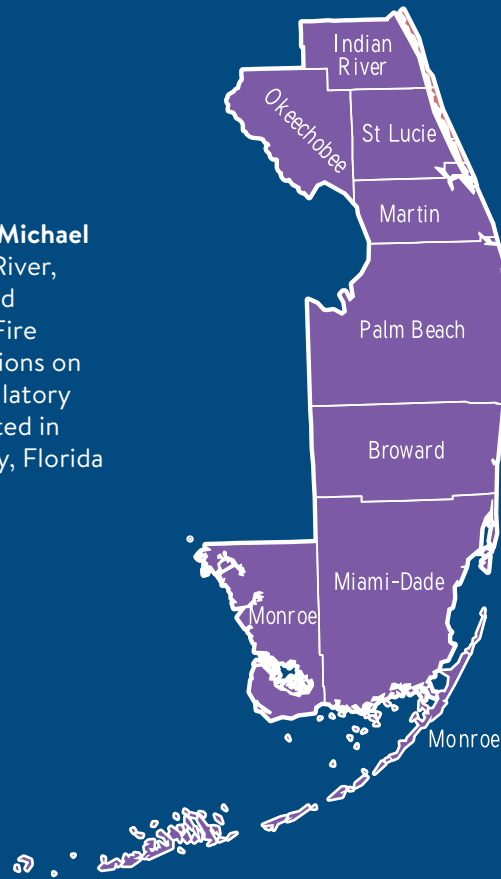 Michael
River,
d
Fire
ions on
latory
ted in
y, Florida
Indian
River
Okeechobee
St Lucie
Martin
Palm Beach
Broward
Miami-Dade
Monroe
Monroe